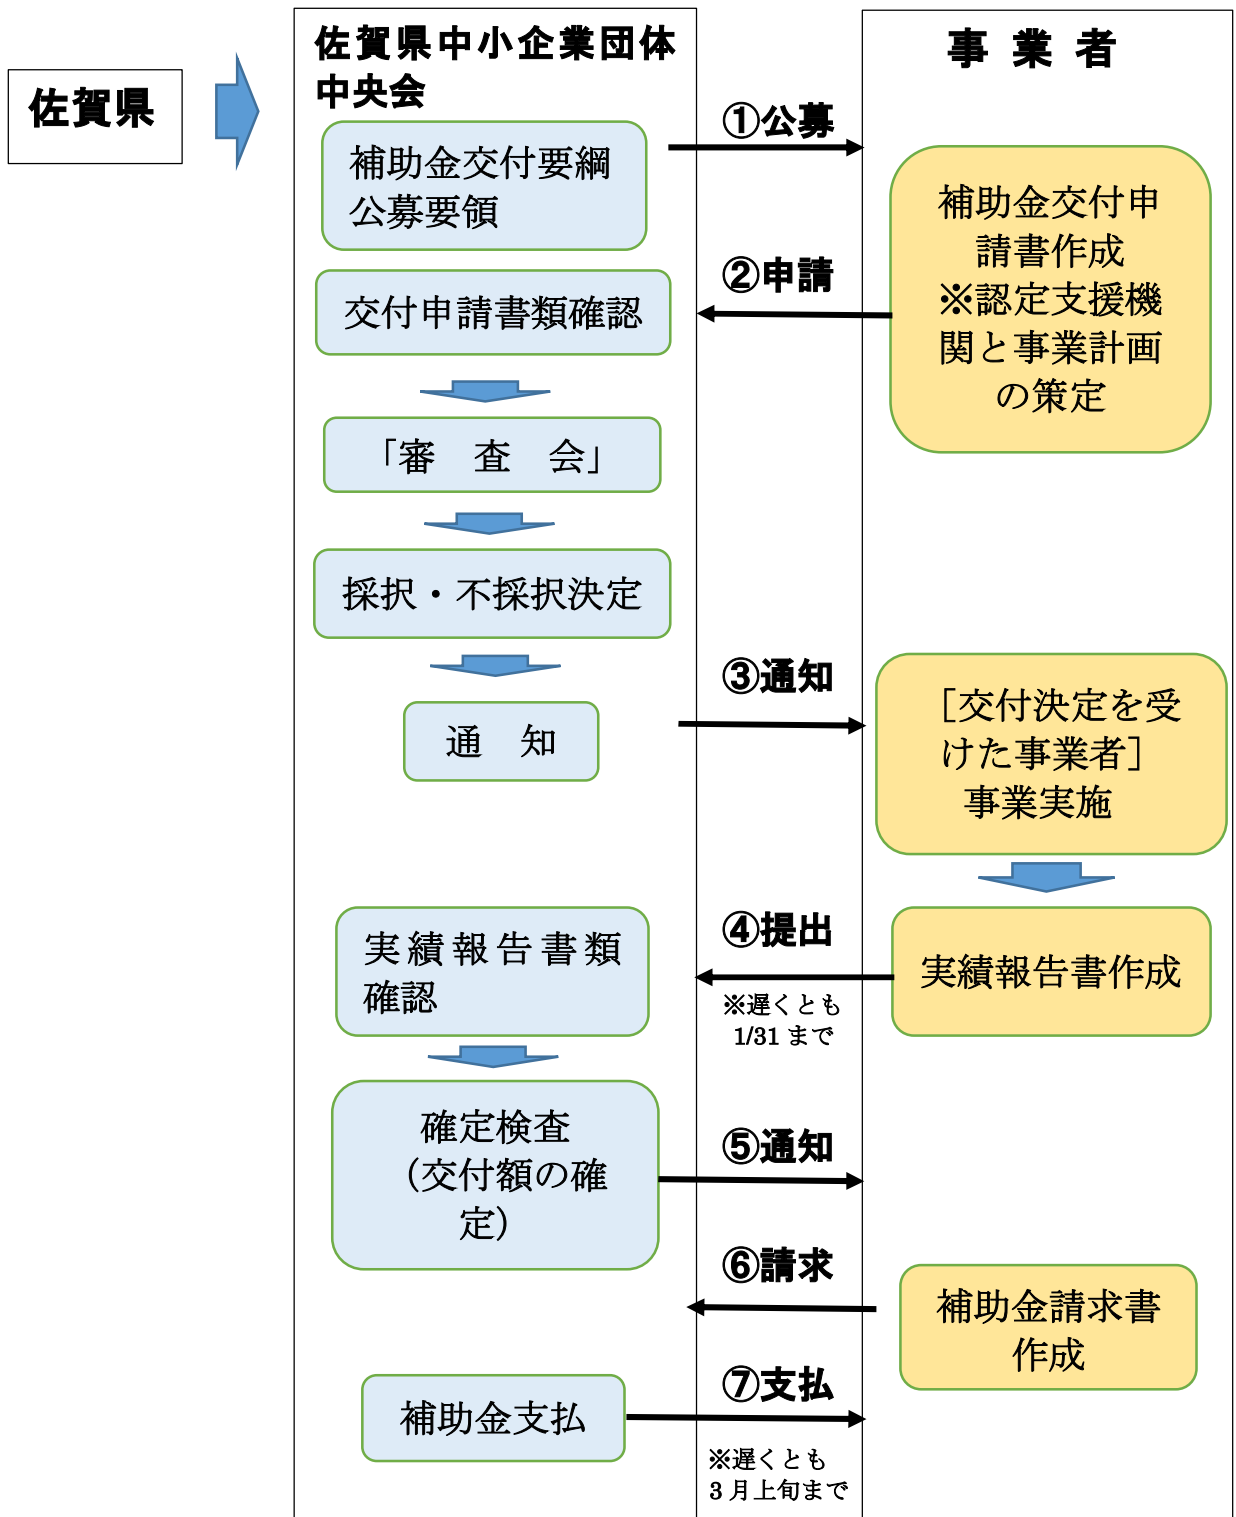 佐賀県
佐賀県中小企業団体
中央会
事 業 者
補助金交付要綱
公募要領
①公募
補助金交付申
請書作成
※認定支援機
関と事業計画
の策定
②申請
交付申請書類確認
「審 査 会」
採択・不採択決定
通 知
③通知
[交付決定を受
けた事業者]
事業実施
実績報告書作成
④提出
※遅くとも
1/31 まで
実績報告書類
確認
確定検査
(交付額の確
定)
⑤通知
⑥請求
補助金請求書
作成
補助金支払
⑦支払
※遅くとも
3 月上旬まで